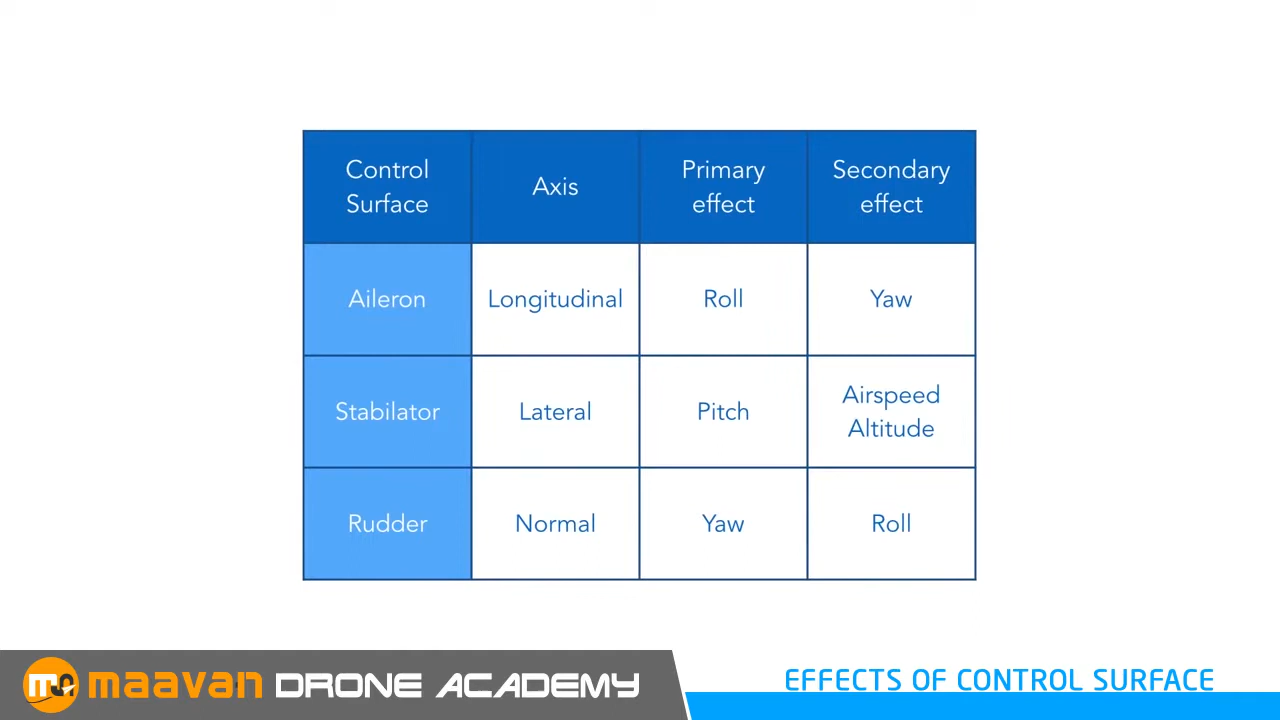 Control Surface
Axis
Primary effect
Secondary effect
Aileron
Longitudinal
Roll
Yaw
Stabilator
Lateral
Pitch
Airspeed
Altitude
Rudder
Normal
Yaw
Roll
maavan DRONE ACADEMY
EFFECTS OF CONTROL SURFACE